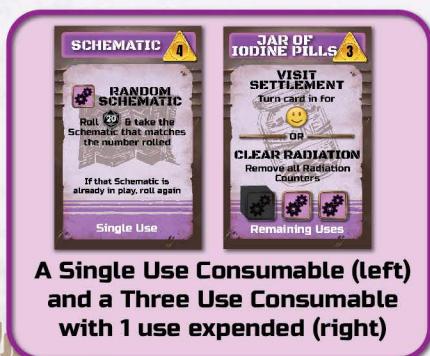 SCHEMATIC 4
RANDOM
SCHEMATIC
Roll 20 & take the
Schematic that matches
the number rolled
If that Schematic is
already in play, roll again
Single Use
JAR OF
IODINE PILLS 3
VISIT
SETTLEMENT
Turn card in for
OR
CLEAR RADIATION
Remove all Radiation
Counters
Remaining Uses
A Single Use Consumable (left)
and a Three Use Consumable
with 1 use expended (right)